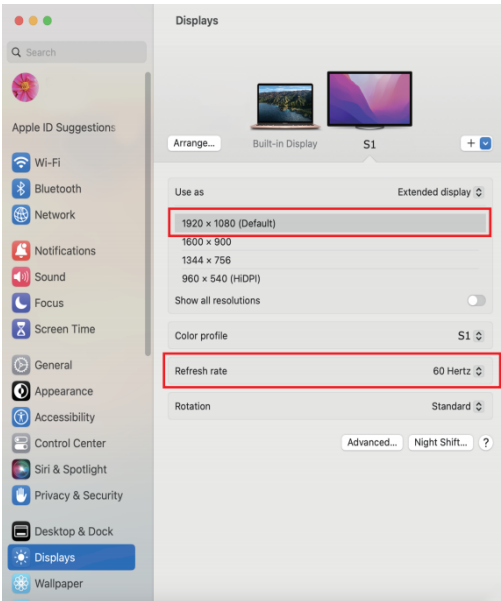 Displays
Search
Apple ID Suggestions
Wi-Fi
Bluetooth
Network
Notifications
Sound
Focus
Screen Time
General
Appearance
Accessibility
Control Center
Siri & Spotlight
Privacy & Security
Desktop & Dock
Displays
Wallpaper
Arrange...
Built-in Display
S1
+
Use as
Extended display
1920 × 1080 (Default)
1600 × 900
1344 × 756
960 × 540 (HiDPI)
Show all resolutions
Color profile
S1
Refresh rate
60 Hertz
Rotation
Standard
Advanced...
Night Shift...
?